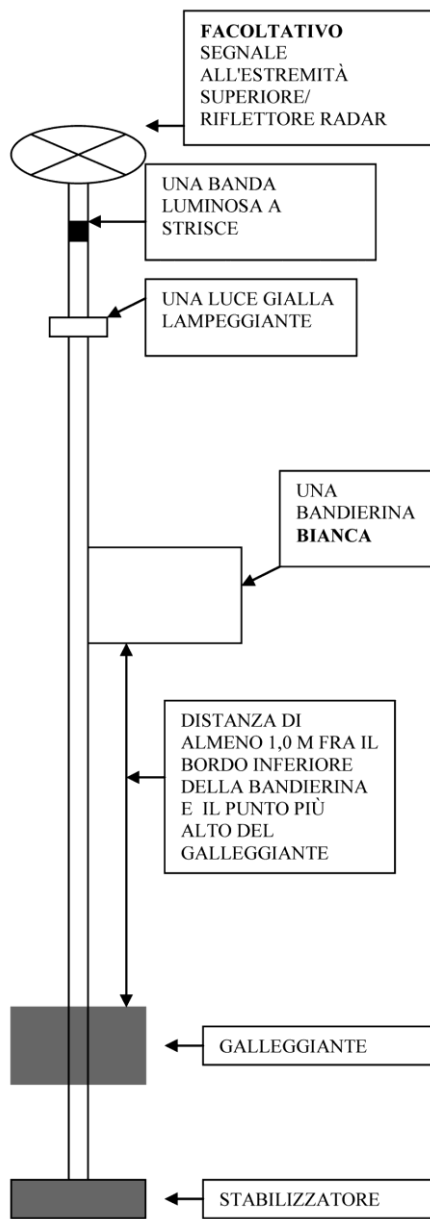 FACOLTATIVO
SEGNALE
ALL'ESTREMITÀ
SUPERIORE/
RIFLETTORE RADAR
UNA BANDA
LUMINOSA A
STRISCE
UNA LUCE GIALLA
LAMPEGGIANTE
UNA
BANDIERINA
BIANCA
DISTANZA DI
ALMENO 1,0 M FRA IL
BORDO INFERIORE
DELLA BANDIERINA
E IL PUNTO PIÙ
ALTO DEL
GALLEGGIANTE
GALLEGGIANTE
STABILIZZATORE